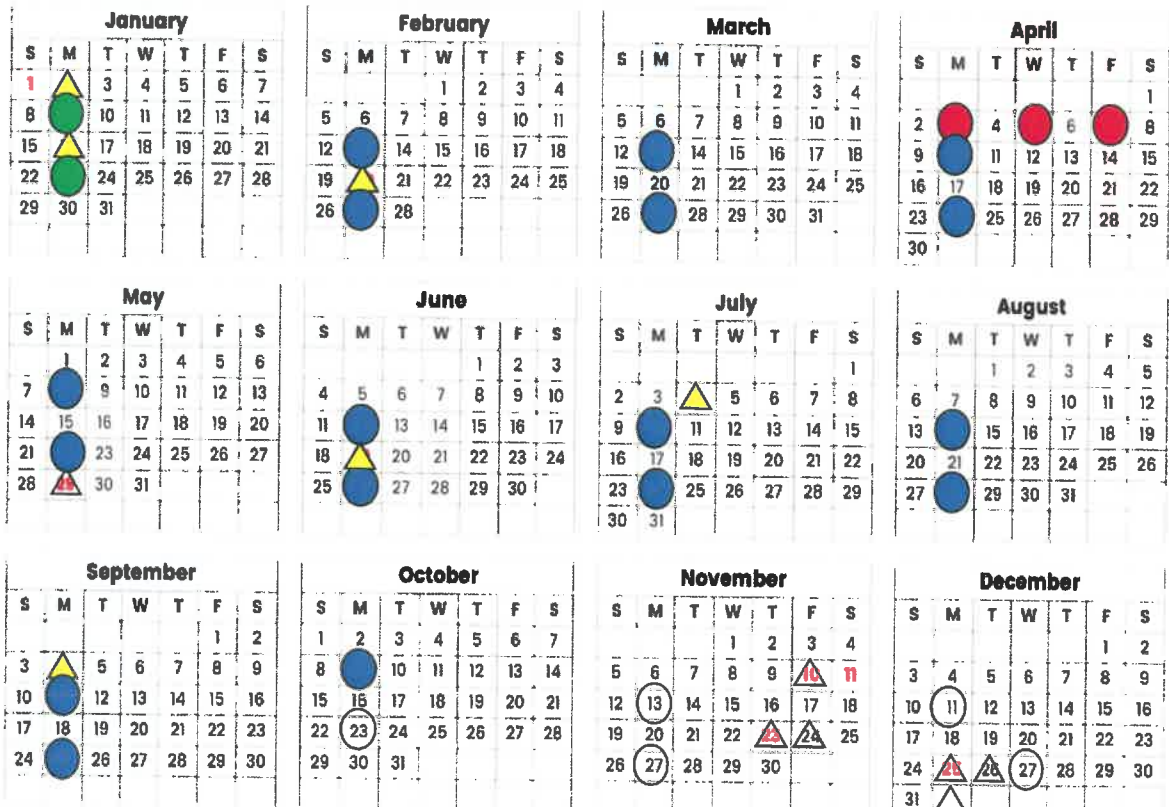 January
S M T W T F S
1 3 4 5 6 7
8 10 11 12 13 14
15 17 18 19 20 21
22 24 25 26 27 28
29 30 31
February
S M T W T F S
1 2 3 4
5 6 7 8 9 10 11
12 14 15 16 17 18
19 21 22 23 24 25
26 28
March
S M T W T F S
1 2 3 4
5 6 7 8 9 10 11
12 14 15 16 17 18
19 20 21 22 23 24 25
26 28 29 30 31
April
S M T W T F S
1
2 4 6 8
9 11 12 13 14 15
16 17 18 19 20 21 22
23 25 26 27 28 29
30
May
S M T W T F S
1 2 3 4 5 6
7 9 10 11 12 13
14 15 16 17 18 19 20
21 23 24 25 26 27
28 29 30 31
June
S M T W T F S
1 2 3
4 5 6 7 8 9 10
11 13 14 15 16 17
18 20 21 22 23 24
25 27 28 29 30
July
S M T W T F S
1
2 3 5 6 7 8
9 11 12 13 14 15
16 17 18 19 20 21 22
23 25 26 27 28 29
30 31
August
S M T W T F S
1 2 3 4 5
6 7 8 9 10 11 12
13 15 16 17 18 19
20 21 22 23 24 25 26
27 29 30 31
September
S M T W T F S
1 2
3 5 6 7 8 9
10 12 13 14 15 16
17 18 19 20 21 22 23
24 26 27 28 29 30
October
S M T W T F S
1 2 3 4 5 6 7
8 10 11 12 13 14
15 16 17 18 19 20 21
22 23 24 25 26 27 28
29 30 31
November
S M T W T F S
1 2 3 4
5 6 7 8 9 10 11
12 13 14 15 16 17 18
19 20 21 22 23 24 25
26 27 28 29 30
December
S M T W T F S
1 2
3 4 5 6 7 8 9
10 11 12 13 14 15 16
17 18 19 20 21 22 23
24 25 26 27 28 29 30
31